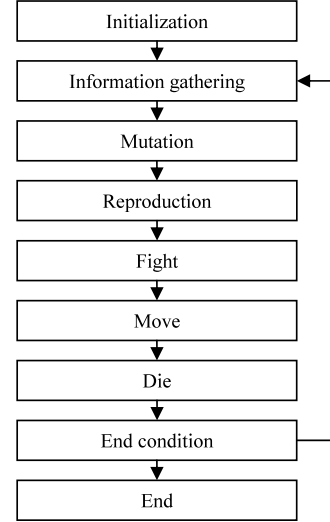 Initialization
Information gathering
Mutation
Reproduction
Fight
Move
Die
End condition
End